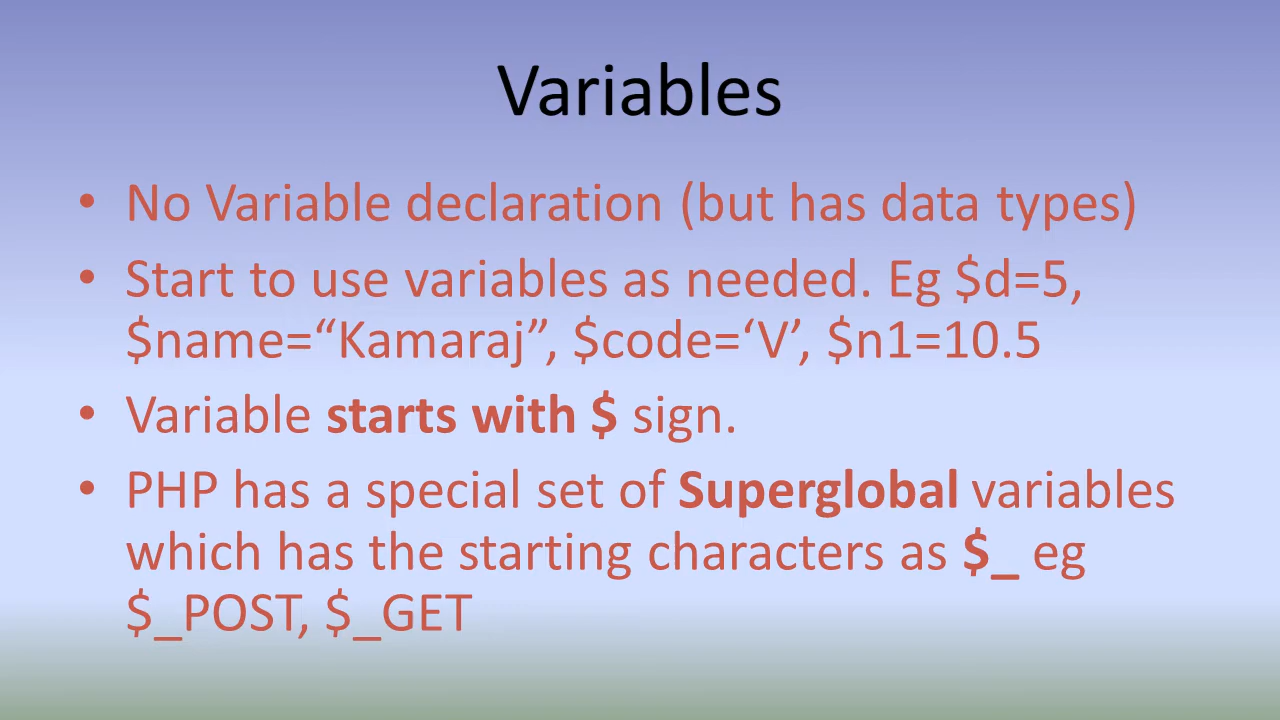 Variables
• No Variable declaration (but has data types)
• Start to use variables as needed. Eg $d=5,
$name=“Kamaraj”, $code=‘V’, $n1=10.5
• Variable starts with $ sign.
• PHP has a special set of Superglobal variables
which has the starting characters as $_ eg
$_POST, $_GET